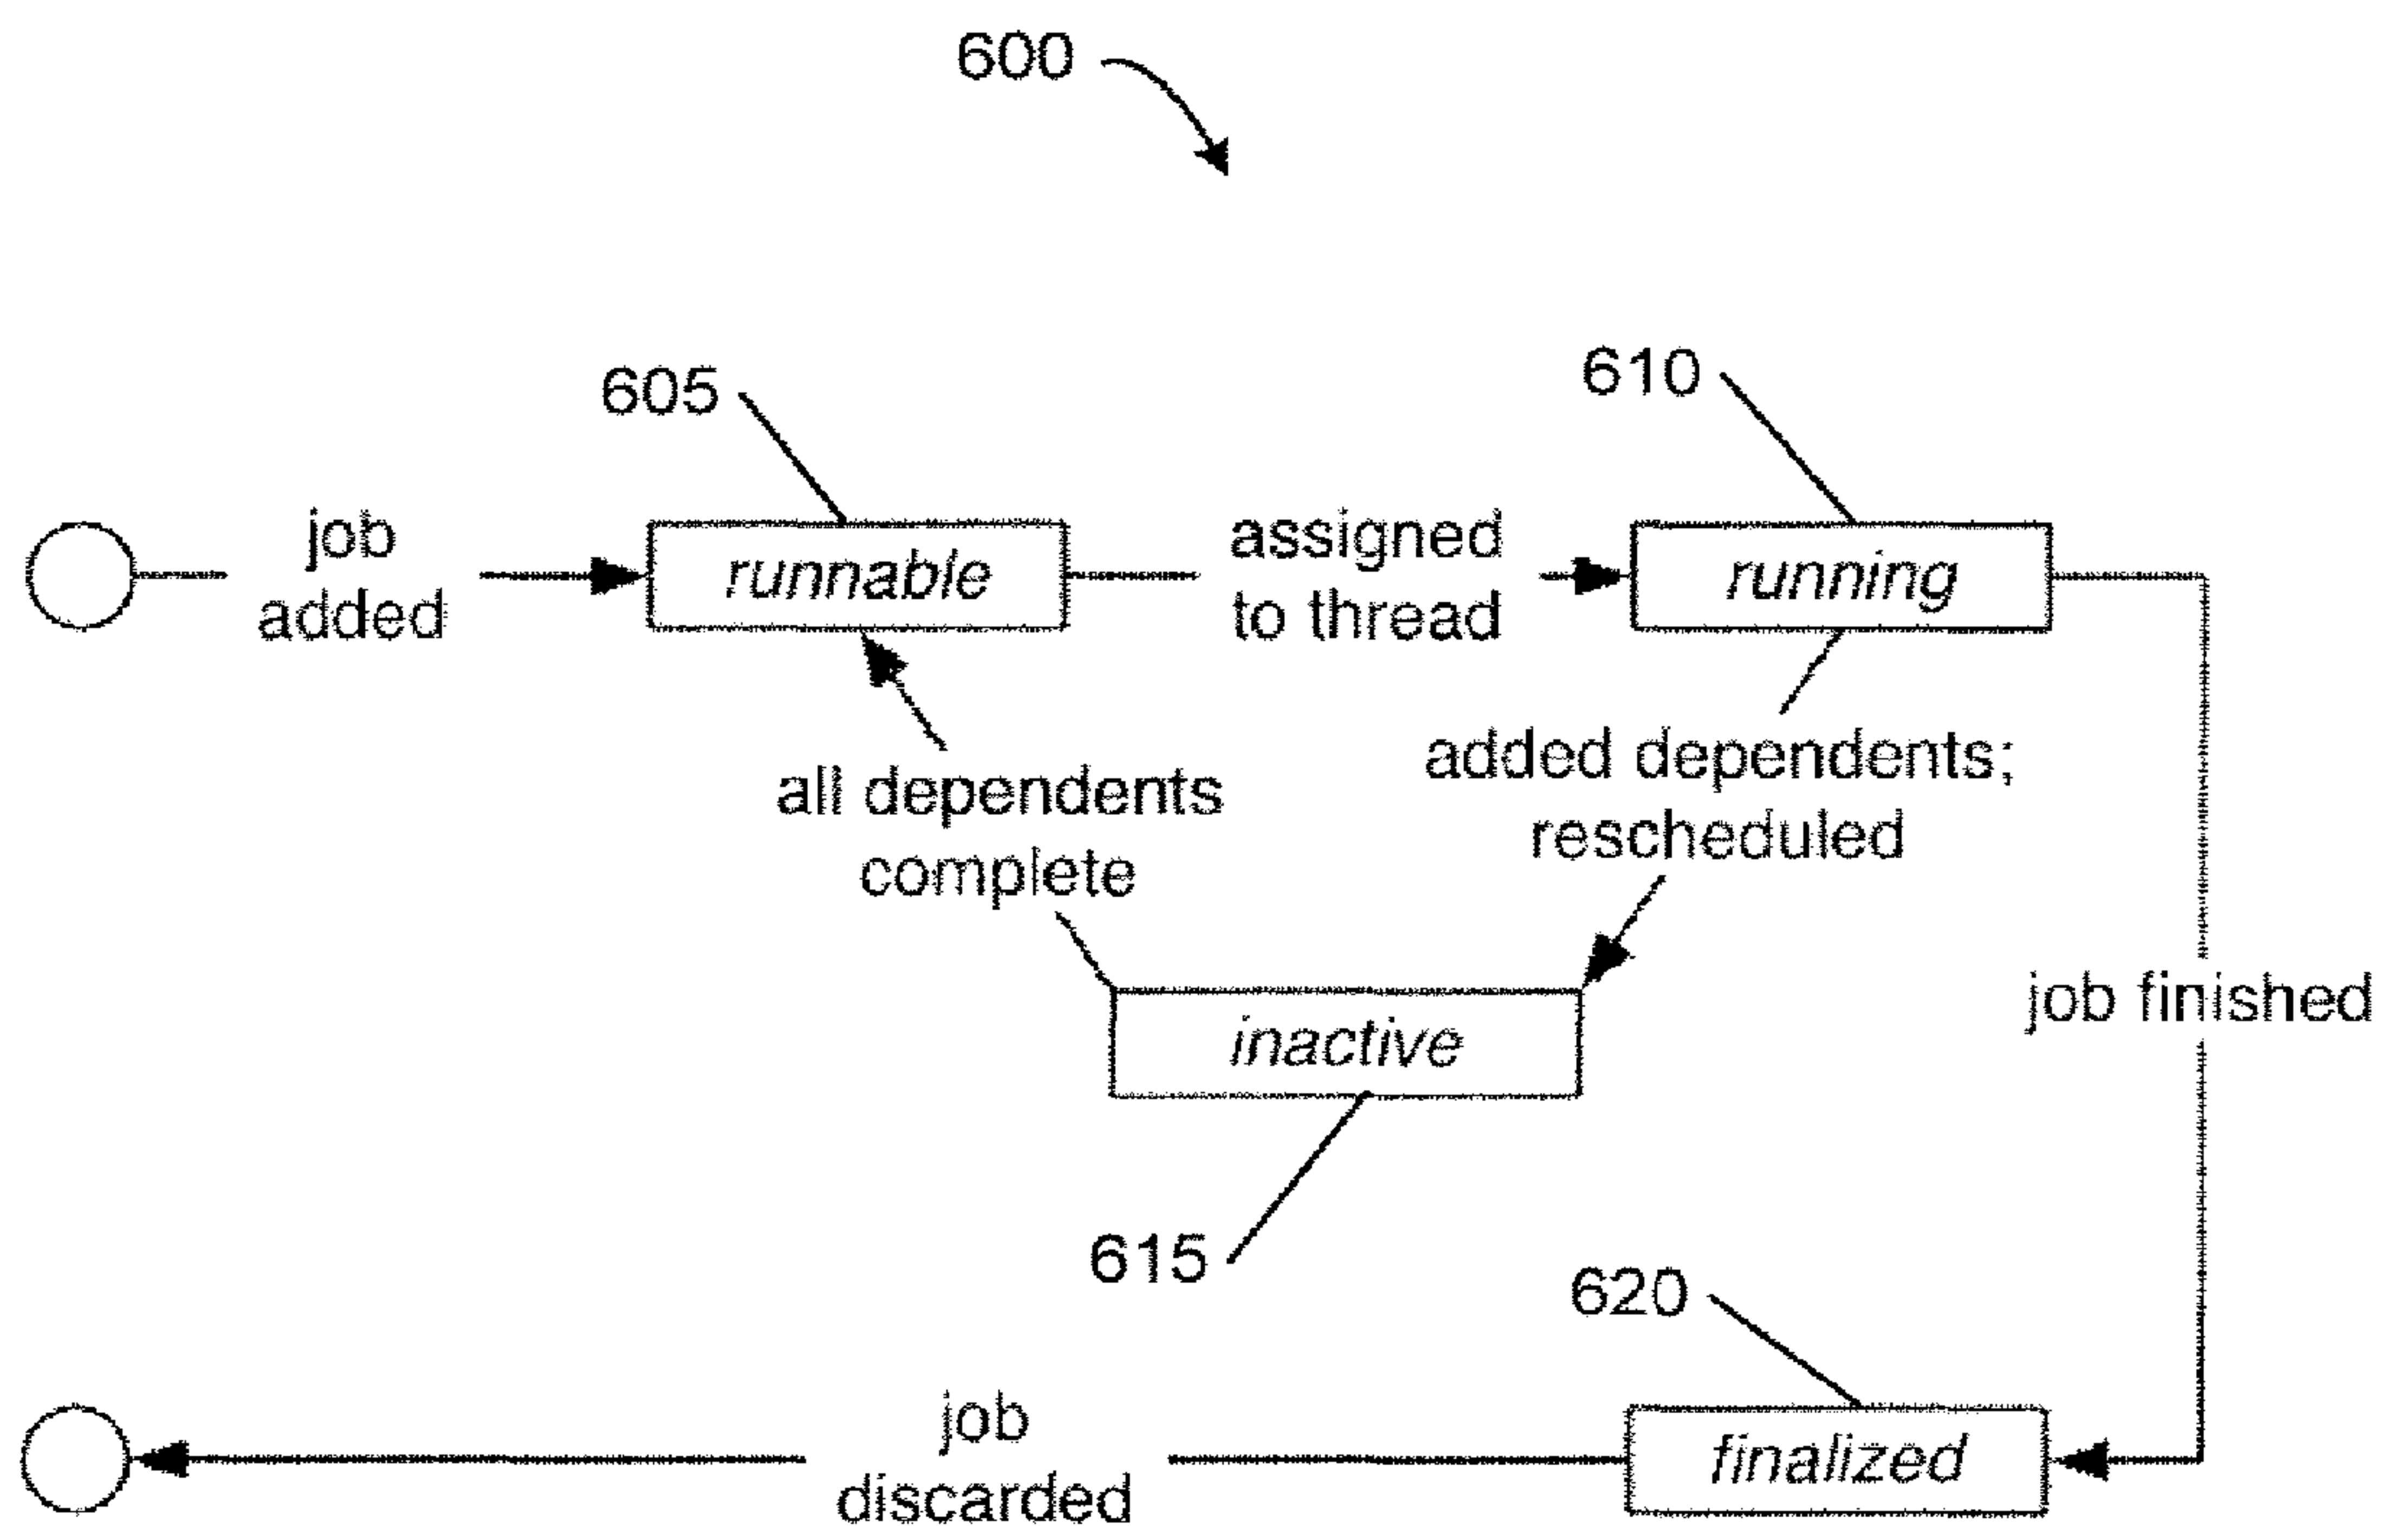 600
605
610
job
added
runnable
assigned
to thread
running
all dependents
complete
added dependents;
rescheduled
inactive
job finished
615
620
job
discarded
finalized